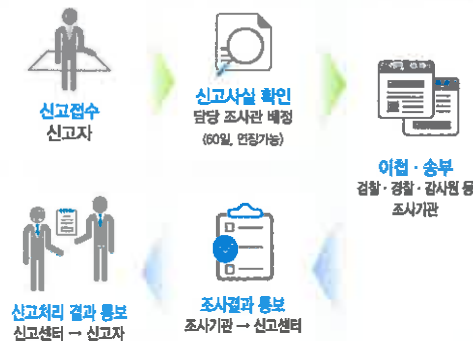 신고접수
신고자
신고사실 확인
담당 조사관 배정
(60일, 연장가능)
이첩 · 송부
검찰 · 경찰 · 감사원 등
조사기관
조사결과 통보
조사기관 → 신고센터
신고처리 결과 통보
신고센터 → 신고자